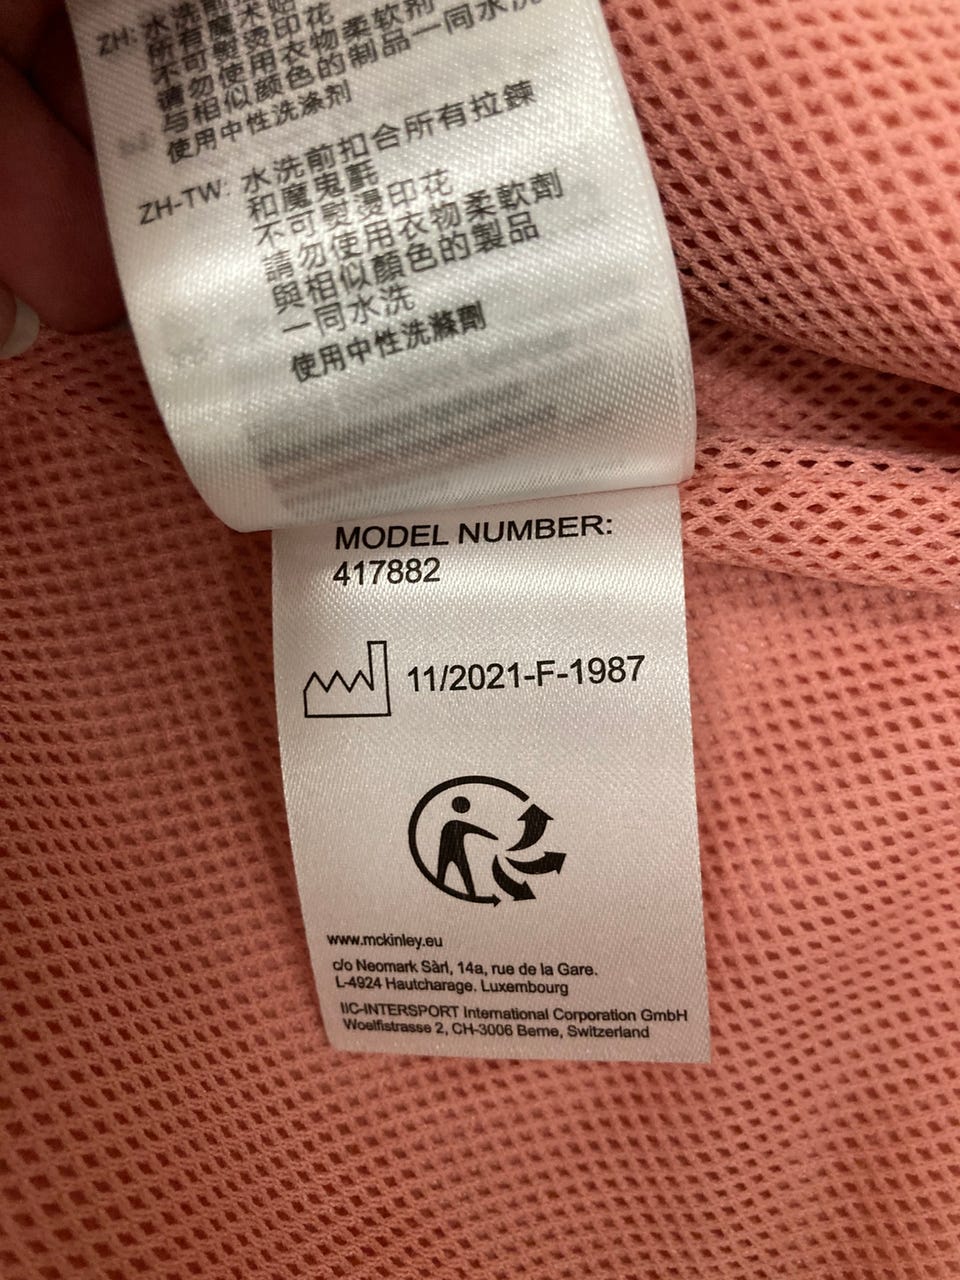 ZH: 水洗前
所有魔术贴
不可熨烫印花
请勿使用衣物柔软剂
与相似颜色的制品一同水洗
使用中性洗涤剂
ZH-TW: 水洗前扣合所有拉鍊
和魔鬼氈
不可熨燙印花
請勿使用衣物柔軟劑
與相似顏色的製品
一同水洗
使用中性洗滌劑
MODEL NUMBER:
417882
11/2021-F-1987
www.mckinley.eu
c/o Neomark Sàrl, 14a, rue de la Gare.
L-4924 Hautcharage. Luxembourg
IIC-INTERSPORT International Corporation GmbH
Woelflistrasse 2, CH-3006 Berne, Switzerland